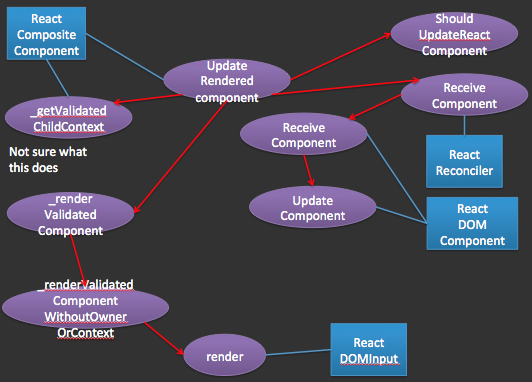 React
Composite
Component
Should
UpdateReact
Component
Update
Rendered
component
Receive
Component
_getValidated
ChildContext
Receive
Component
Not sure what
this does
React
Reconciler
_render
Validated
Component
Update
Component
React
DOM
Component
_renderValidated
Component
WithoutOwner
OrContext
render
React
DOMInput